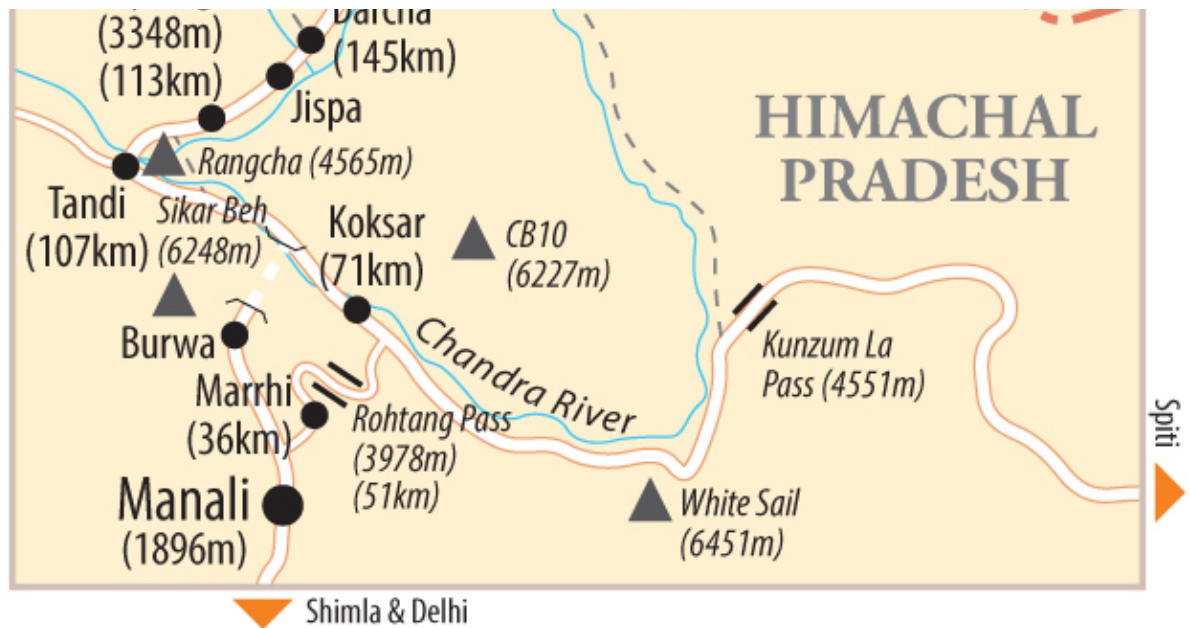 Darcha
(145km)
(3348m)
(113km)
Jispa
HIMACHAL
PRADESH
Rangcha (4565m)
Tandi
(107km)
Sikar Beh
(6248m)
Koksar
(71km)
CB10
(6227m)
Burwa
Chandra River
Kunzum La
Pass (4551m)
Marrhi
(36km)
Rohtang Pass
(3978m)
(51km)
Spiti
Manali
(1896m)
White Sail
(6451m)
Shimla & Delhi